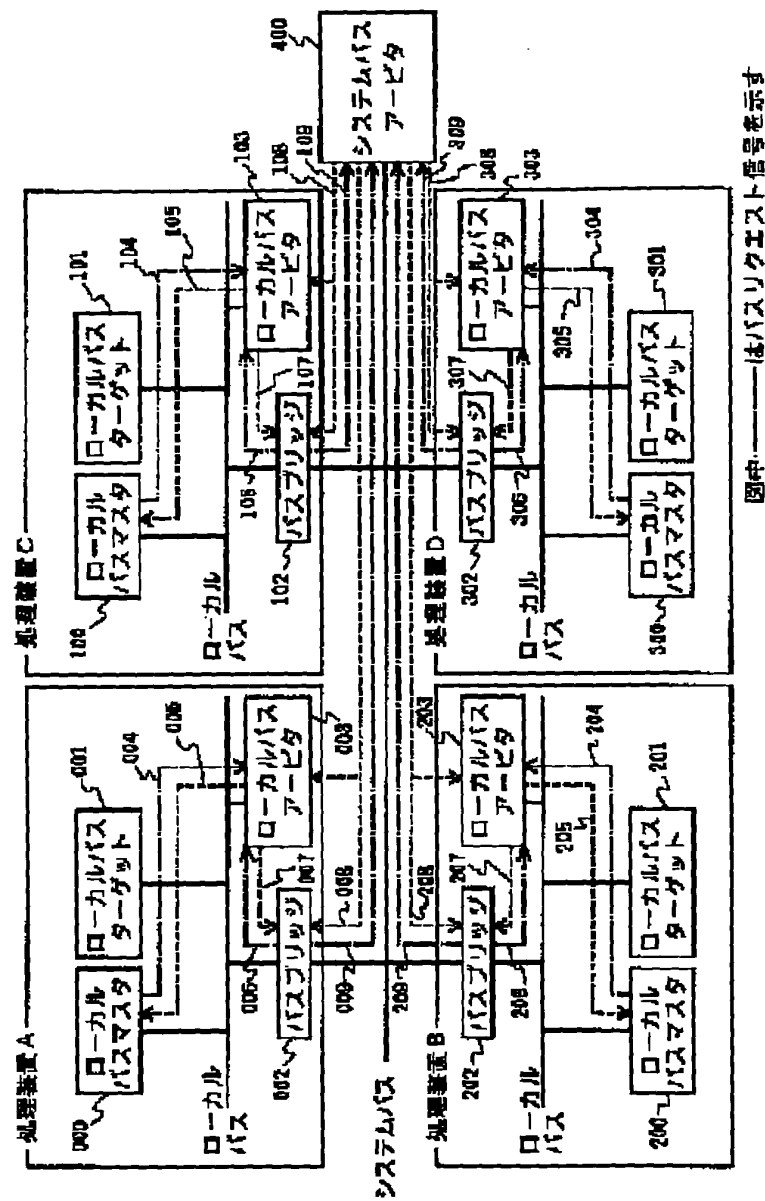 処理装置A
000
ローカル
バスマスタ
001
ローカルバス
ターゲット
004
005
ローカル
バス
002
バスブリッジ
006
007
ローカルバス
アービタ
003
008
009
処理装置C
100
ローカル
バスマスタ
101
ローカルバス
ターゲット
104
105
ローカル
バス
102
バスブリッジ
106
107
ローカルバス
アービタ
103
108
109
400
システムバス
アービタ
システムバス
処理装置B
202
バスブリッジ
209
208
207
206
203
ローカルバス
アービタ
ローカル
バス
205
204
200
ローカル
バスマスタ
201
ローカルバス
ターゲット
処理装置D
302
バスブリッジ
309
308
307
306
303
ローカルバス
アービタ
ローカル
バス
305
304
300
ローカル
バスマスタ
301
ローカルバス
ターゲット
図中 はバスリクエスト信号を示す